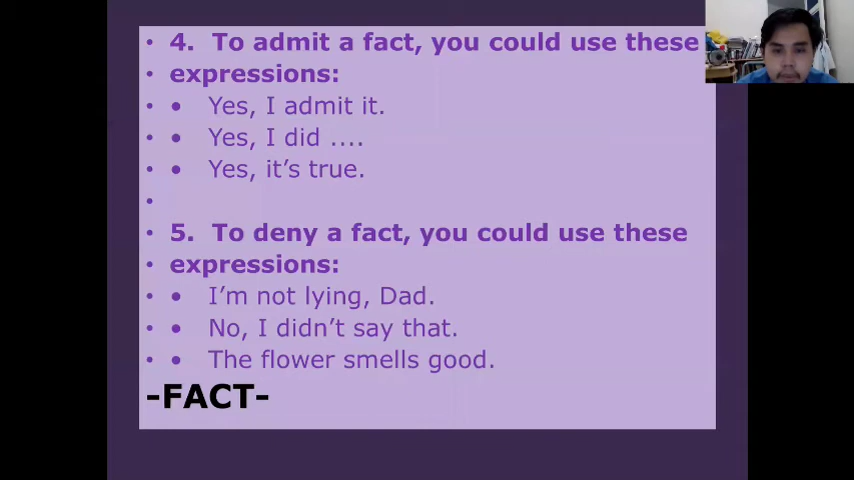 • 4. To admit a fact, you could use these
• expressions:
• • Yes, I admit it.
• • Yes, I did ....
• • Yes, it’s true.
•
• 5. To deny a fact, you could use these
• expressions:
• • I’m not lying, Dad.
• • No, I didn’t say that.
• • The flower smells good.
-FACT-